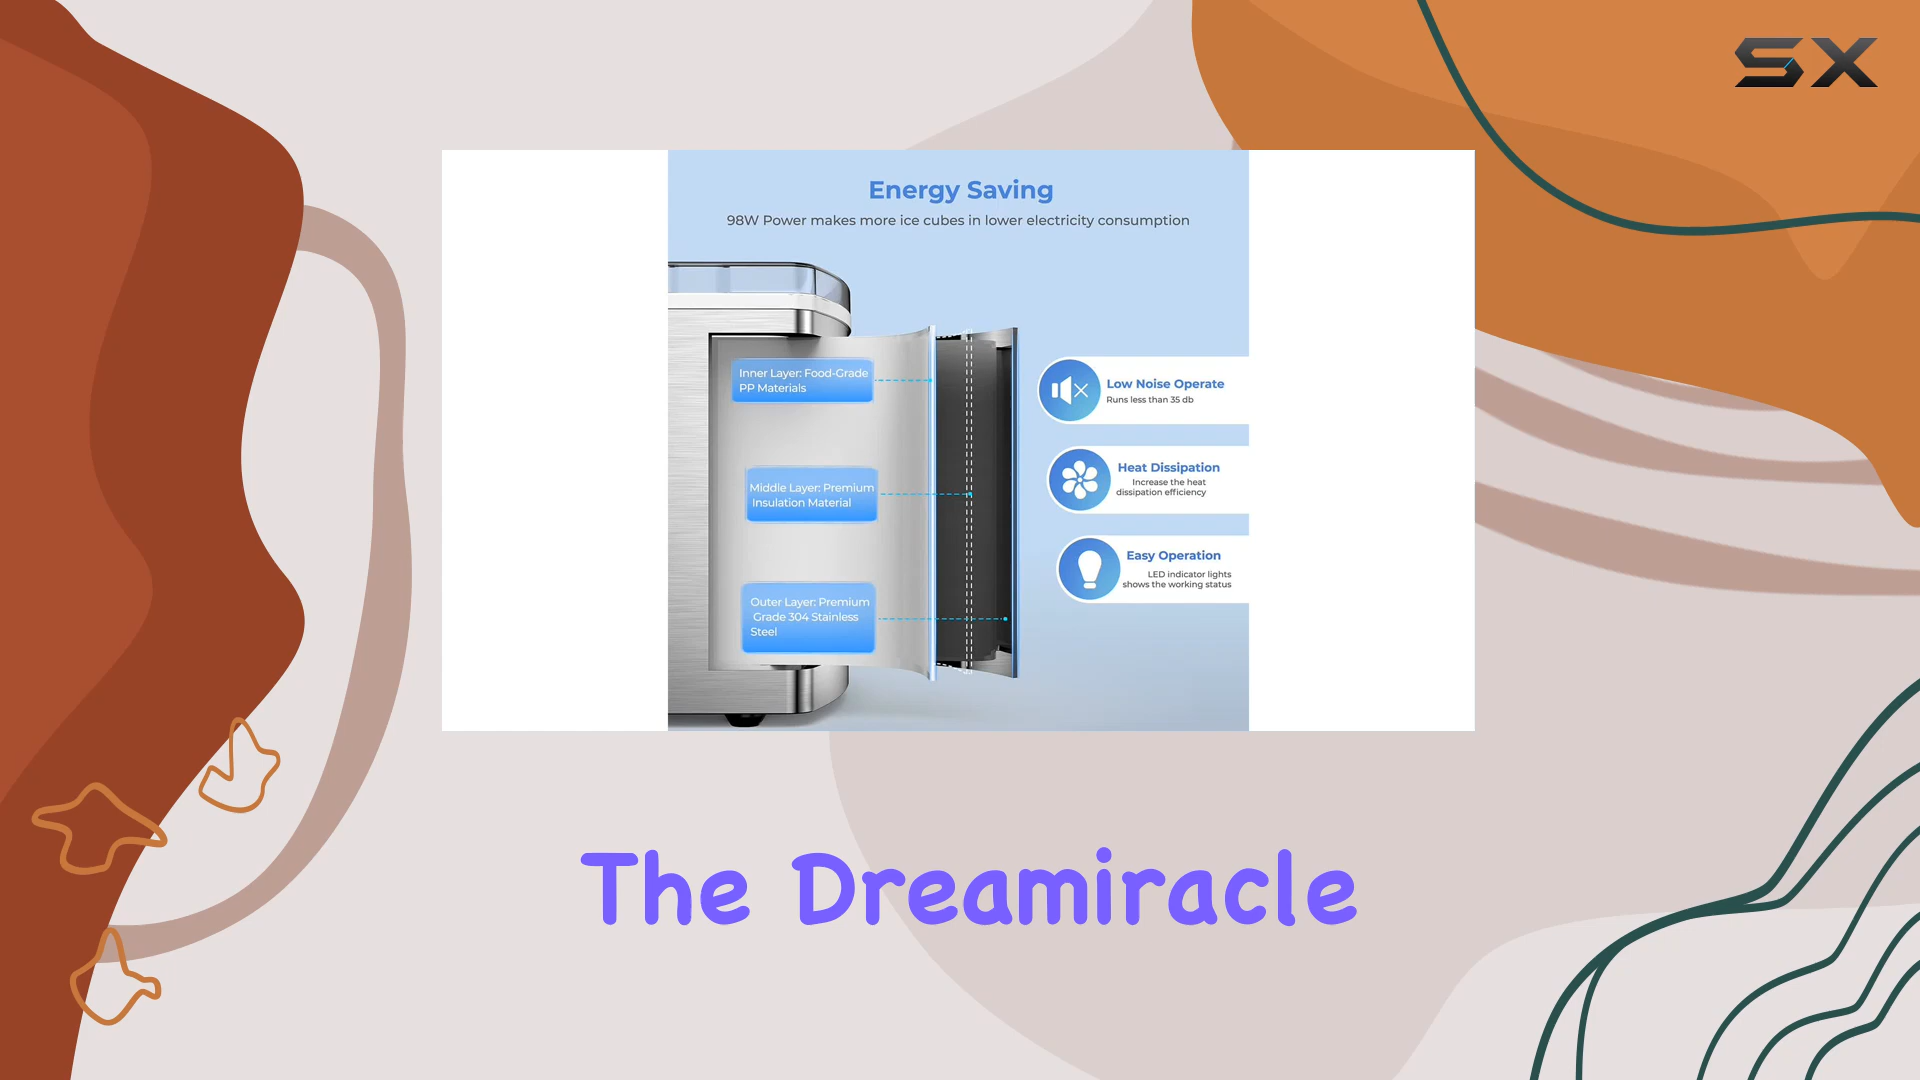 SX
Energy Saving
98W Power makes more ice cubes in lower electricity consumption
Inner Layer: Food-Grade
PP Materials
Middle Layer: Premium
Insulation Material
Outer Layer: Premium
Grade 304 Stainless
Steel
Low Noise Operate
Runs less than 35 db
Heat Dissipation
Increase the heat
dissipation efficiency
Easy Operation
LED indicator lights
shows the working status
The Dreamiracle